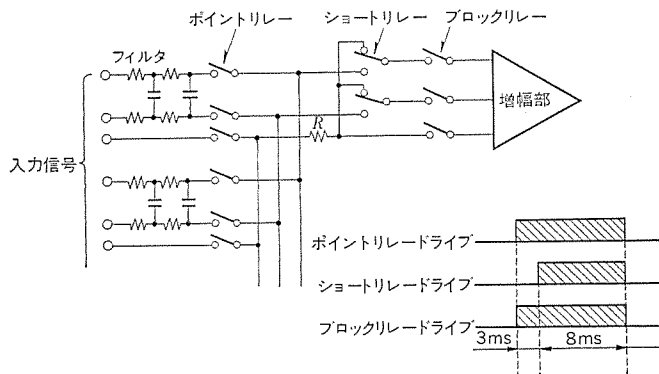 ポイントリレー
ショートリレー
ブロックリレー
フィルタ
R
増幅部
入力信号
ポイントリレードライブ
ショートリレードライブ
ブロックリレードライブ
3ms
8ms